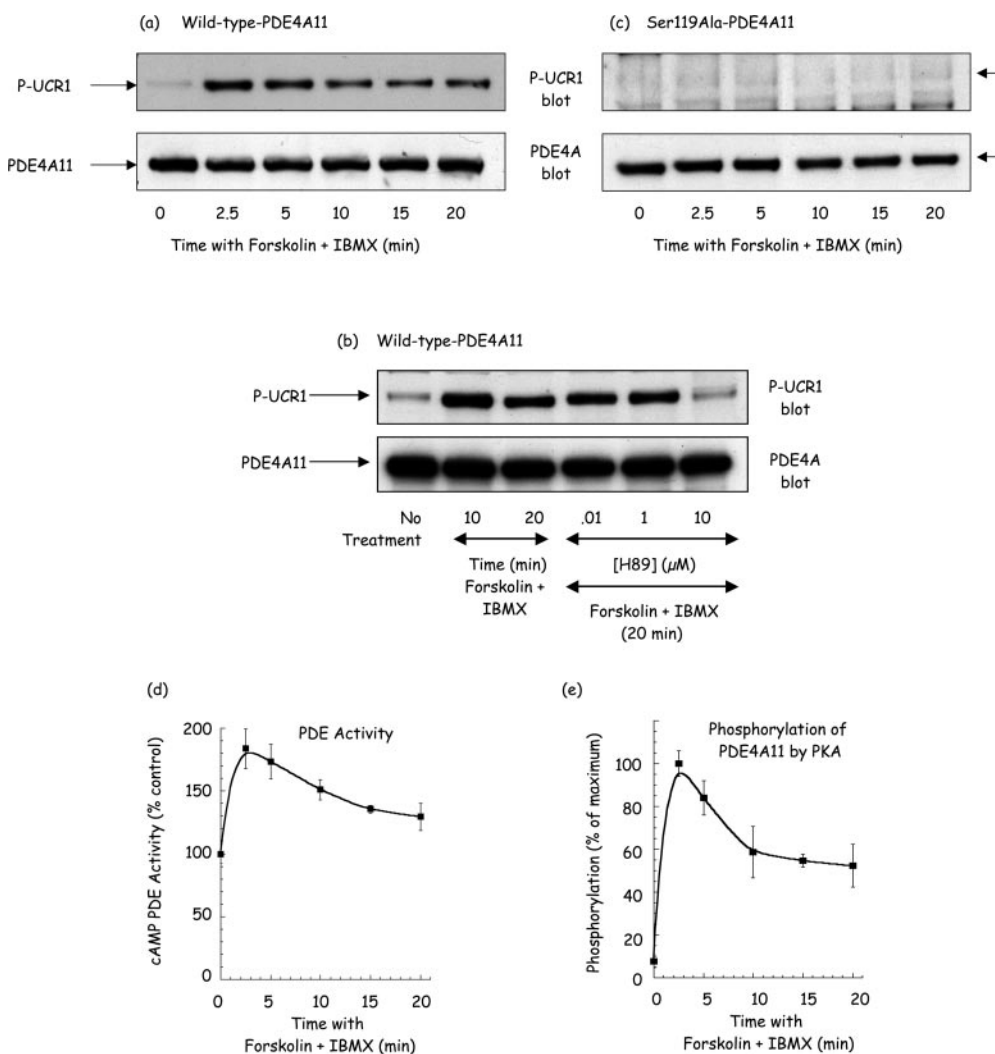 (a) Wild-type-PDE4A11
P-UCR1
PDE4A11
0 2.5 5 10 15 20
Time with Forskolin + IBMX (min)
(c) Ser119Ala-PDE4A11
P-UCR1
blot
PDE4A
blot
0 2.5 5 10 15 20
Time with Forskolin + IBMX (min)
(b) Wild-type-PDE4A11
P-UCR1
P-UCR1
blot
PDE4A11
PDE4A
blot
No
Treatment
10 20
.01 1 10
Time (min)
Forskolin +
IBMX
[H89] (µM)
Forskolin + IBMX
(20 min)
(d)
PDE Activity
cAMP PDE Activity (% control)
200
150
100
50
0
0 5 10 15 20
Time with
Forskolin + IBMX (min)
(e)
Phosphorylation of
PDE4A11 by PKA
Phosphorylation (% of maximum)
100
80
60
40
20
0
0 5 10 15 20
Time with
Forskolin + IBMX (min)